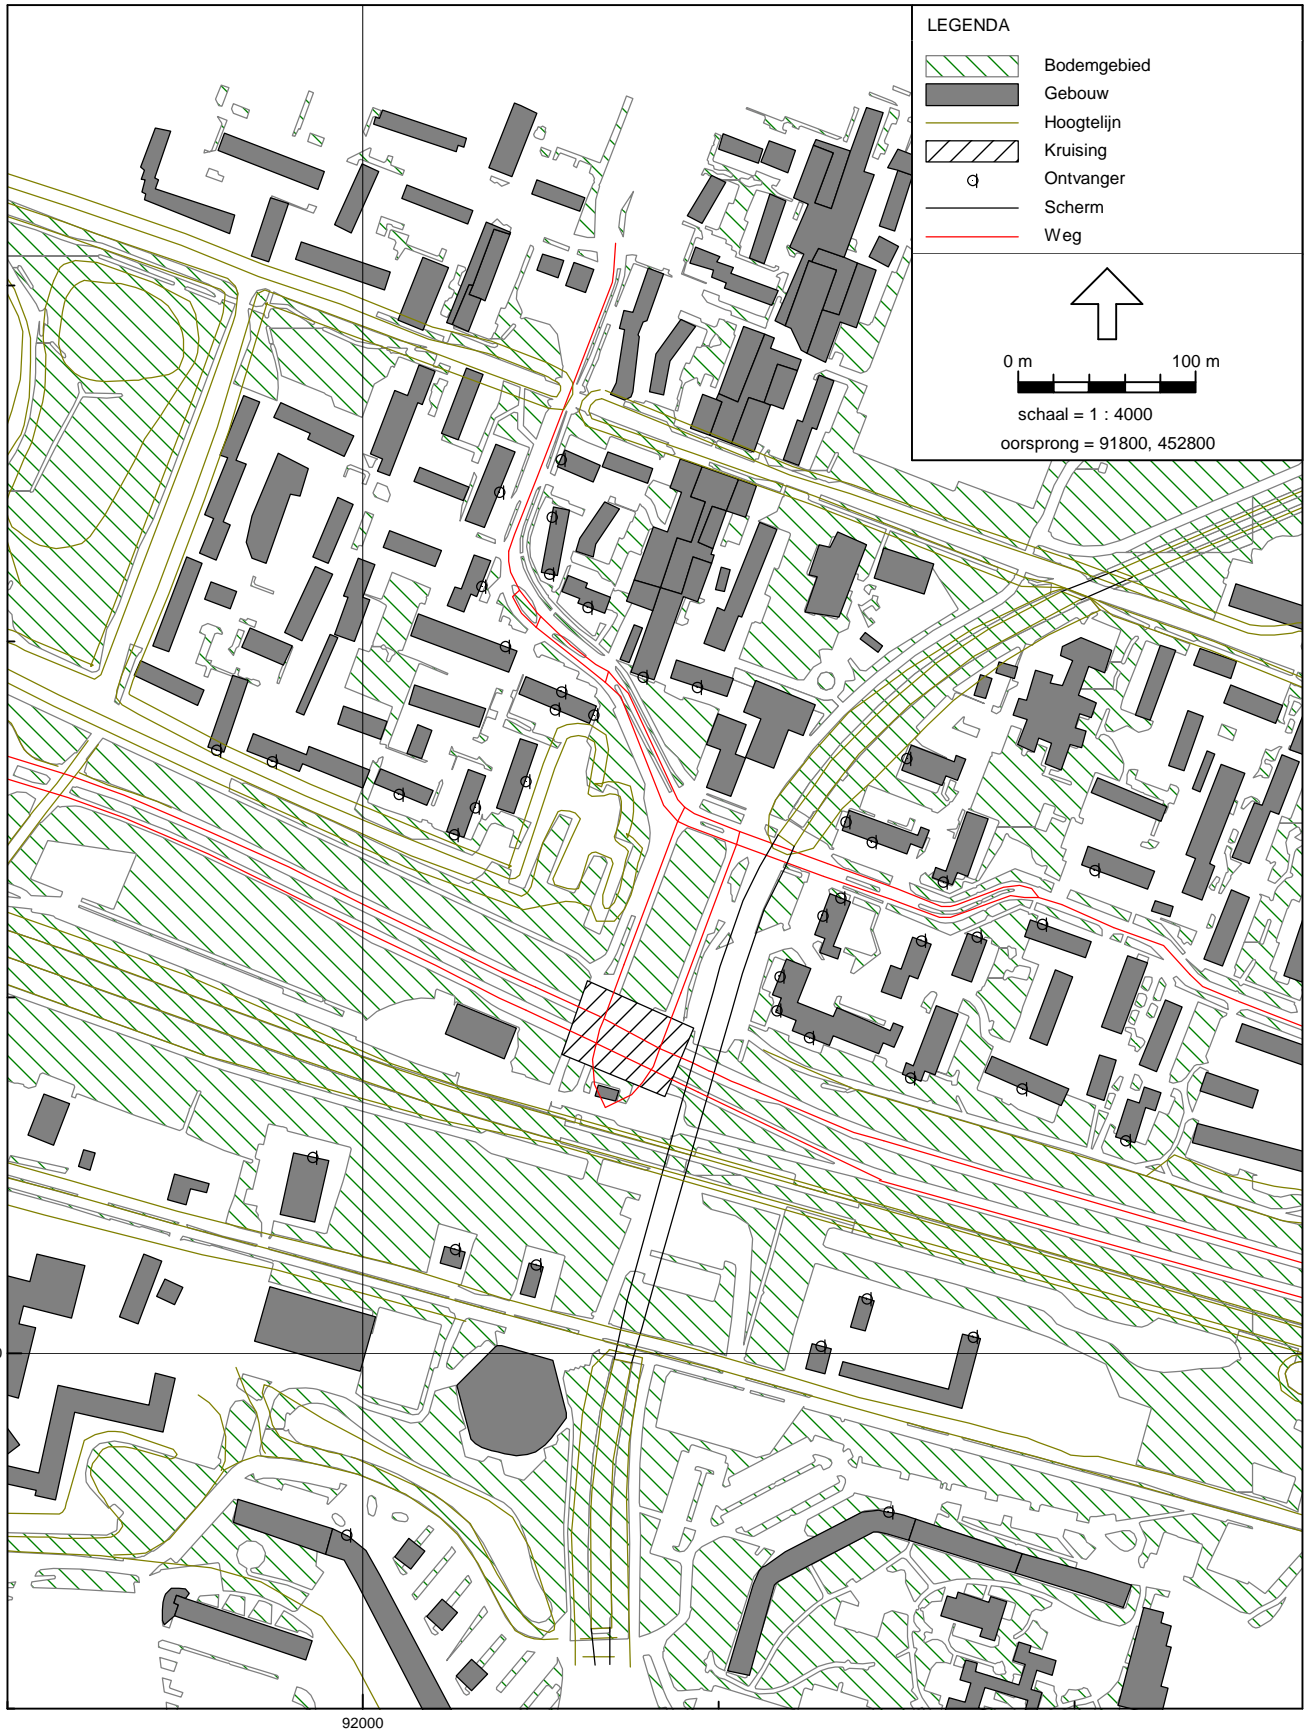 LEGENDA
Bodemgebied
Gebouw
Hoogtelijn
Kruising
Ontvanger
Scherm
Weg
0 m 100 m
schaal = 1 : 4000
oorsprong = 91800, 452800
92000